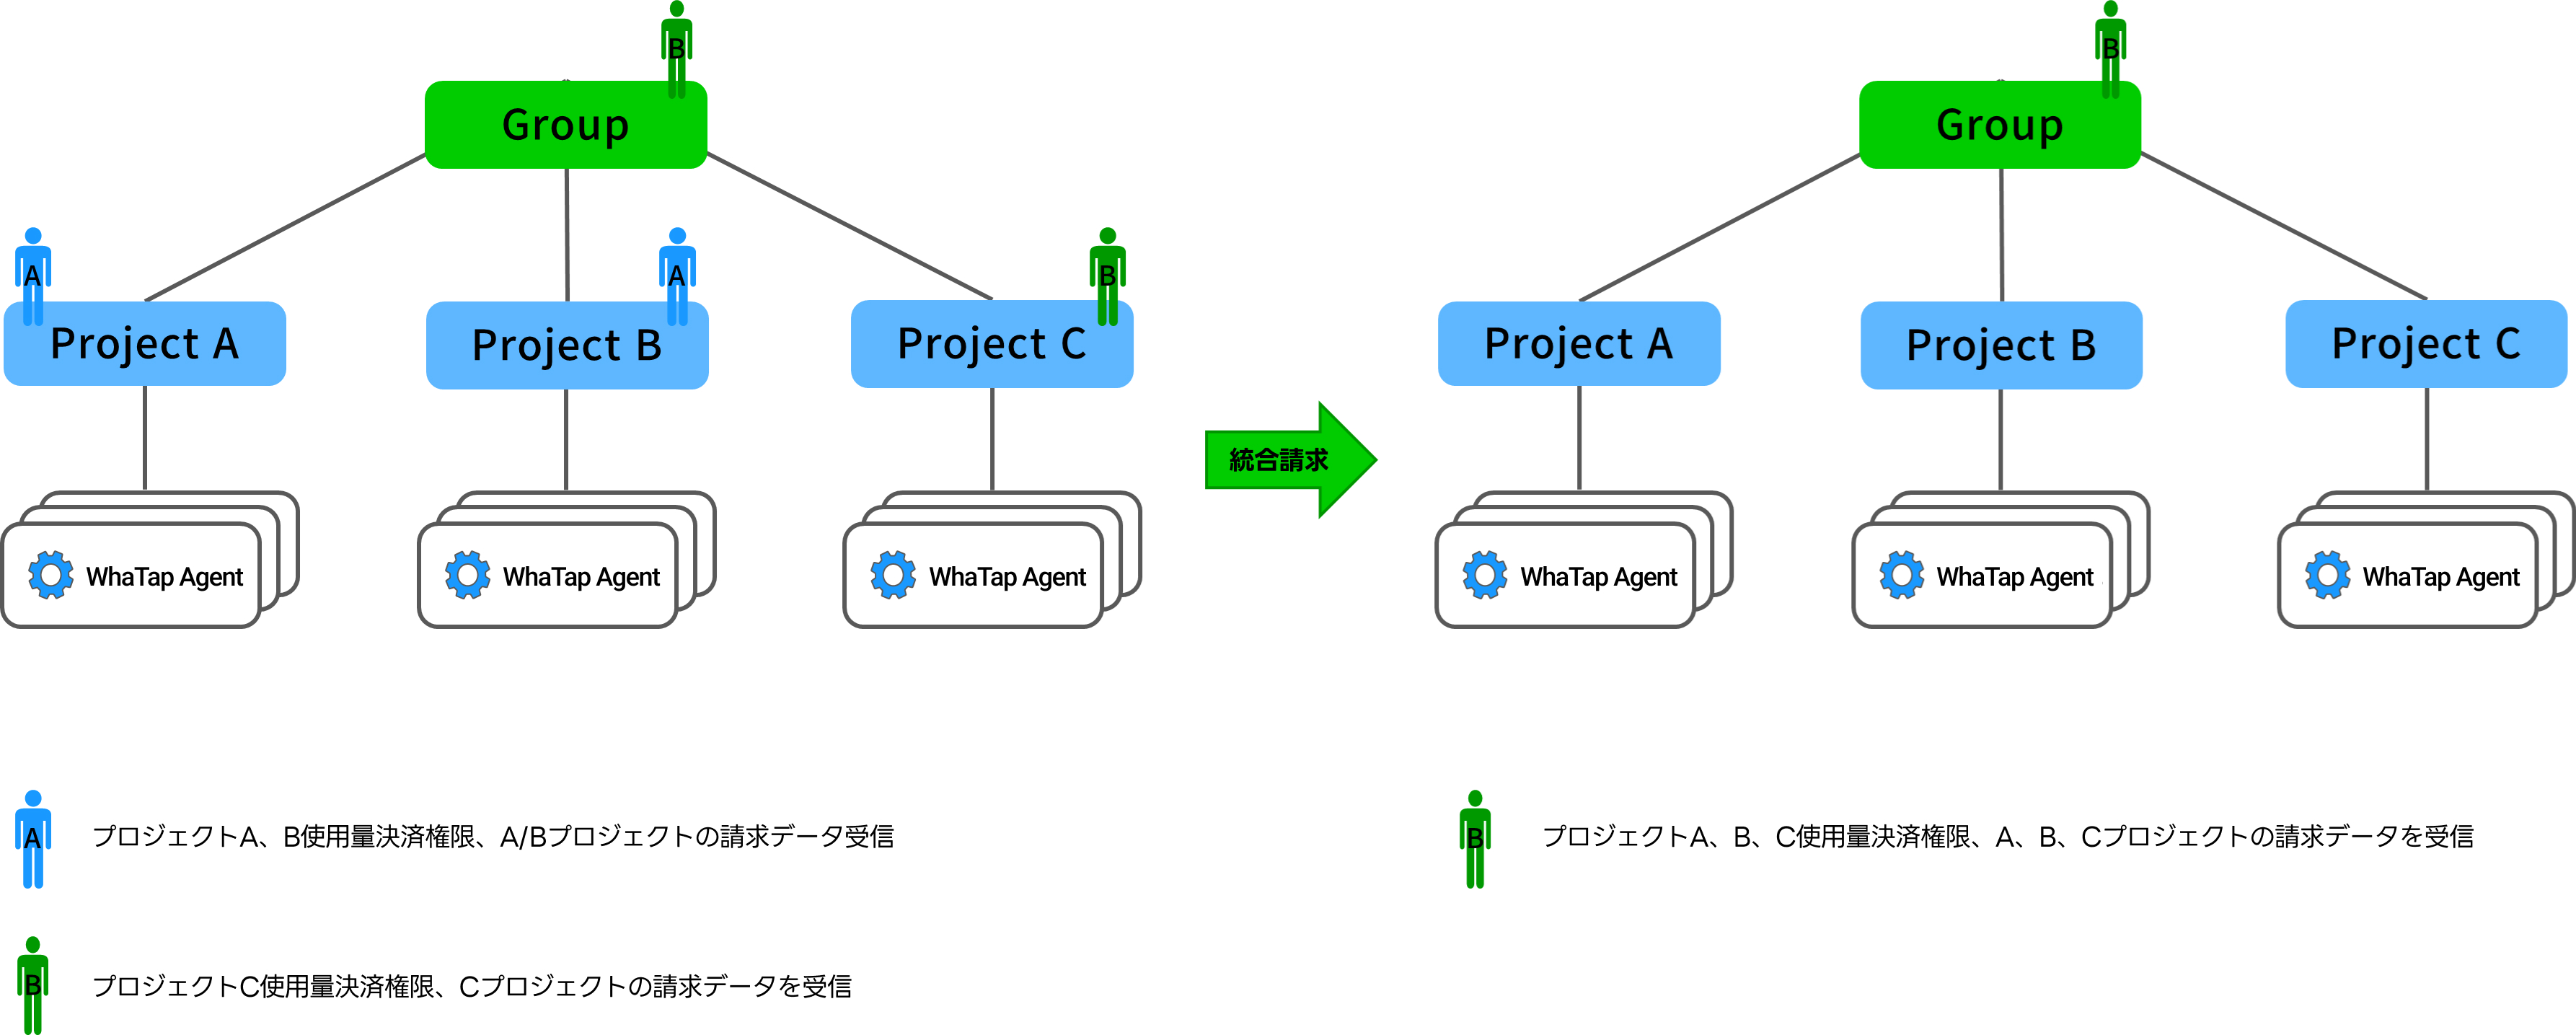 B
Group
A
A
B
Project A
Project B
Project C
WhaTap Agent
WhaTap Agent
WhaTap Agent
統合請求
B
Group
Project A
Project B
Project C
WhaTap Agent
WhaTap Agent
WhaTap Agent
A
プロジェクトA、B使用量決済権限、A/Bプロジェクトの請求データ受信
B
プロジェクトC使用量決済権限、Cプロジェクトの請求データを受信
B
プロジェクトA、B、C使用量決済権限、A、B、Cプロジェクトの請求データを受信